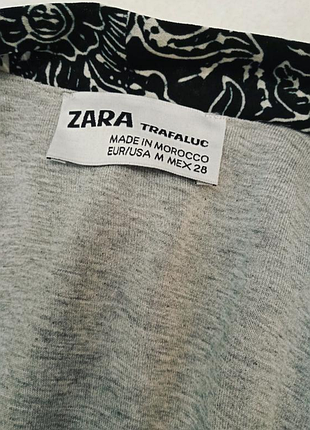 ZARA TRAFALUC
MADE IN MOROCCO
EUR/USA M MEX 28